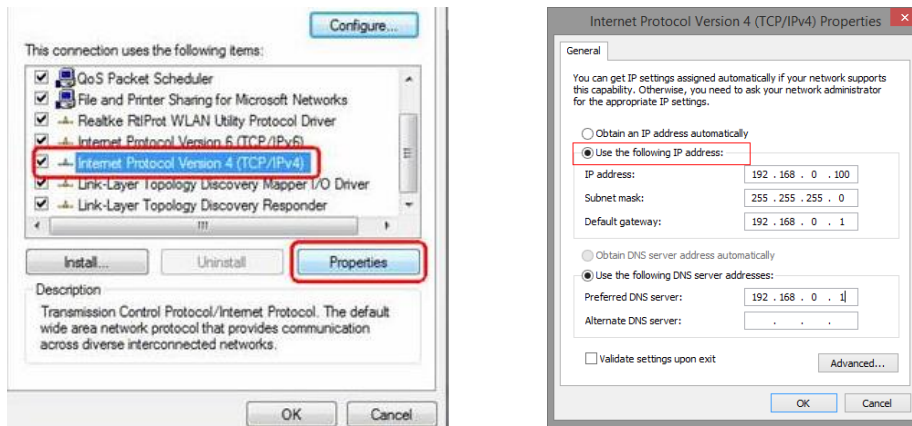 Configure...
This connection uses the following items:
QoS Packet Scheduler
File and Printer Sharing for Microsoft Networks
Realtke RtlProt WLAN Utility Protocol Driver
Internet Protocol Version 6 (TCP/IPv6)
Internet Protocol Version 4 (TCP/IPv4)
Link-Layer Topology Discovery Mapper I/O Driver
Link-Layer Topology Discovery Responder
Install... Uninstall Properties
Description
Transmission Control Protocol/Internet Protocol. The default
wide area network protocol that provides communication
across diverse interconnected networks.
OK Cancel
Internet Protocol Version 4 (TCP/IPv4) Properties
General
You can get IP settings assigned automatically if your network supports
this capability. Otherwise, you need to ask your network administrator
for the appropriate IP settings.
Obtain an IP address automatically
Use the following IP address:
IP address: 192 . 168 . 0 . 100
Subnet mask: 255 . 255 . 255 . 0
Default gateway: 192 . 168 . 0 . 1
Obtain DNS server address automatically
Use the following DNS server addresses:
Preferred DNS server: 192 . 168 . 0 . 1
Alternate DNS server: . . .
Validate settings upon exit Advanced...
OK Cancel